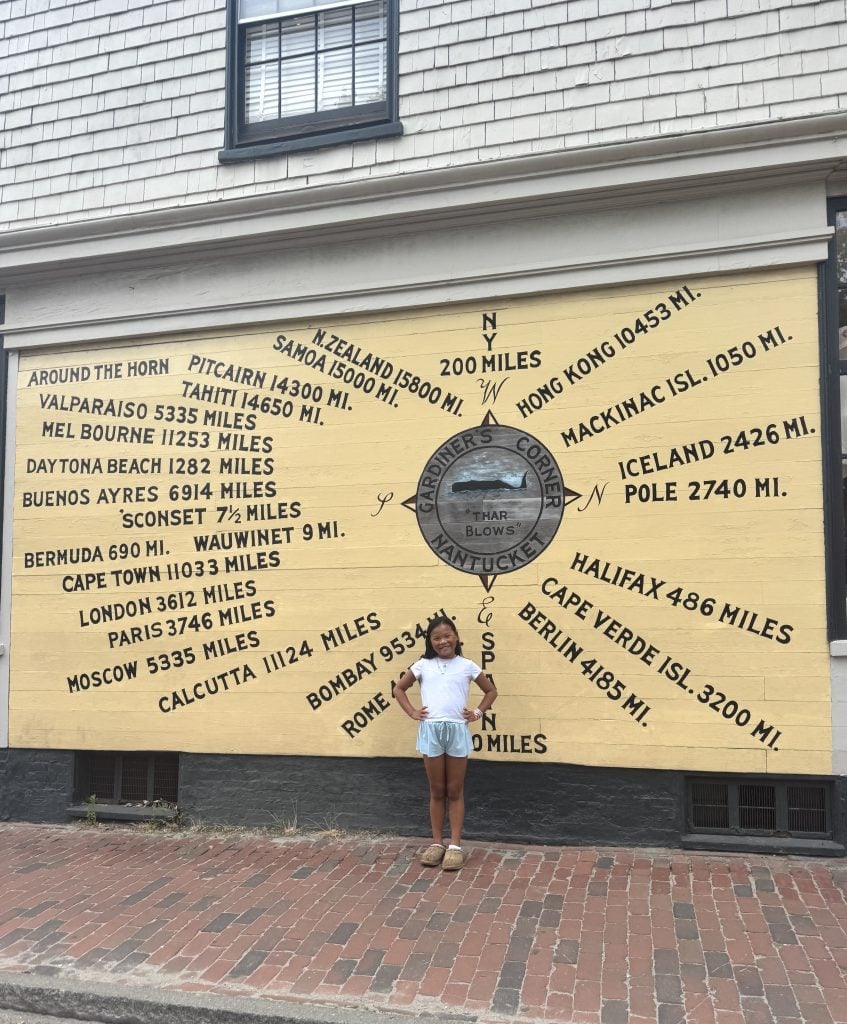 AROUND THE HORN
PITCAIRN 14300 MI.
TAHITI 14650 MI.
SAMOA 15000 MI.
N. ZEALAND 15800 MI.
VALPARAISO 5335 MILES
MEL BOURNE 11253 MILES
DAYTONA BEACH 1282 MILES
BUENOS AYRES 6914 MILES
'SCONSET 7½ MILES
BERMUDA 690 MI.
WAUWINET 9 MI.
CAPE TOWN 11033 MILES
LONDON 3612 MILES
PARIS 3746 MILES
MOSCOW 5335 MILES
CALCUTTA 11124 MILES
BOMBAY 9534
ROME
NY
200 MILES
W
S
N
E
GARDINER'S CORNER
"THAR
BLOWS"
NANTUCKET
HONG KONG 10453 MI.
MACKINAC ISL. 1050 MI.
ICELAND 2426 MI.
POLE 2740 MI.
HALIFAX 486 MILES
CAPE VERDE ISL. 3200 MI.
BERLIN 4185 MI.
MILES